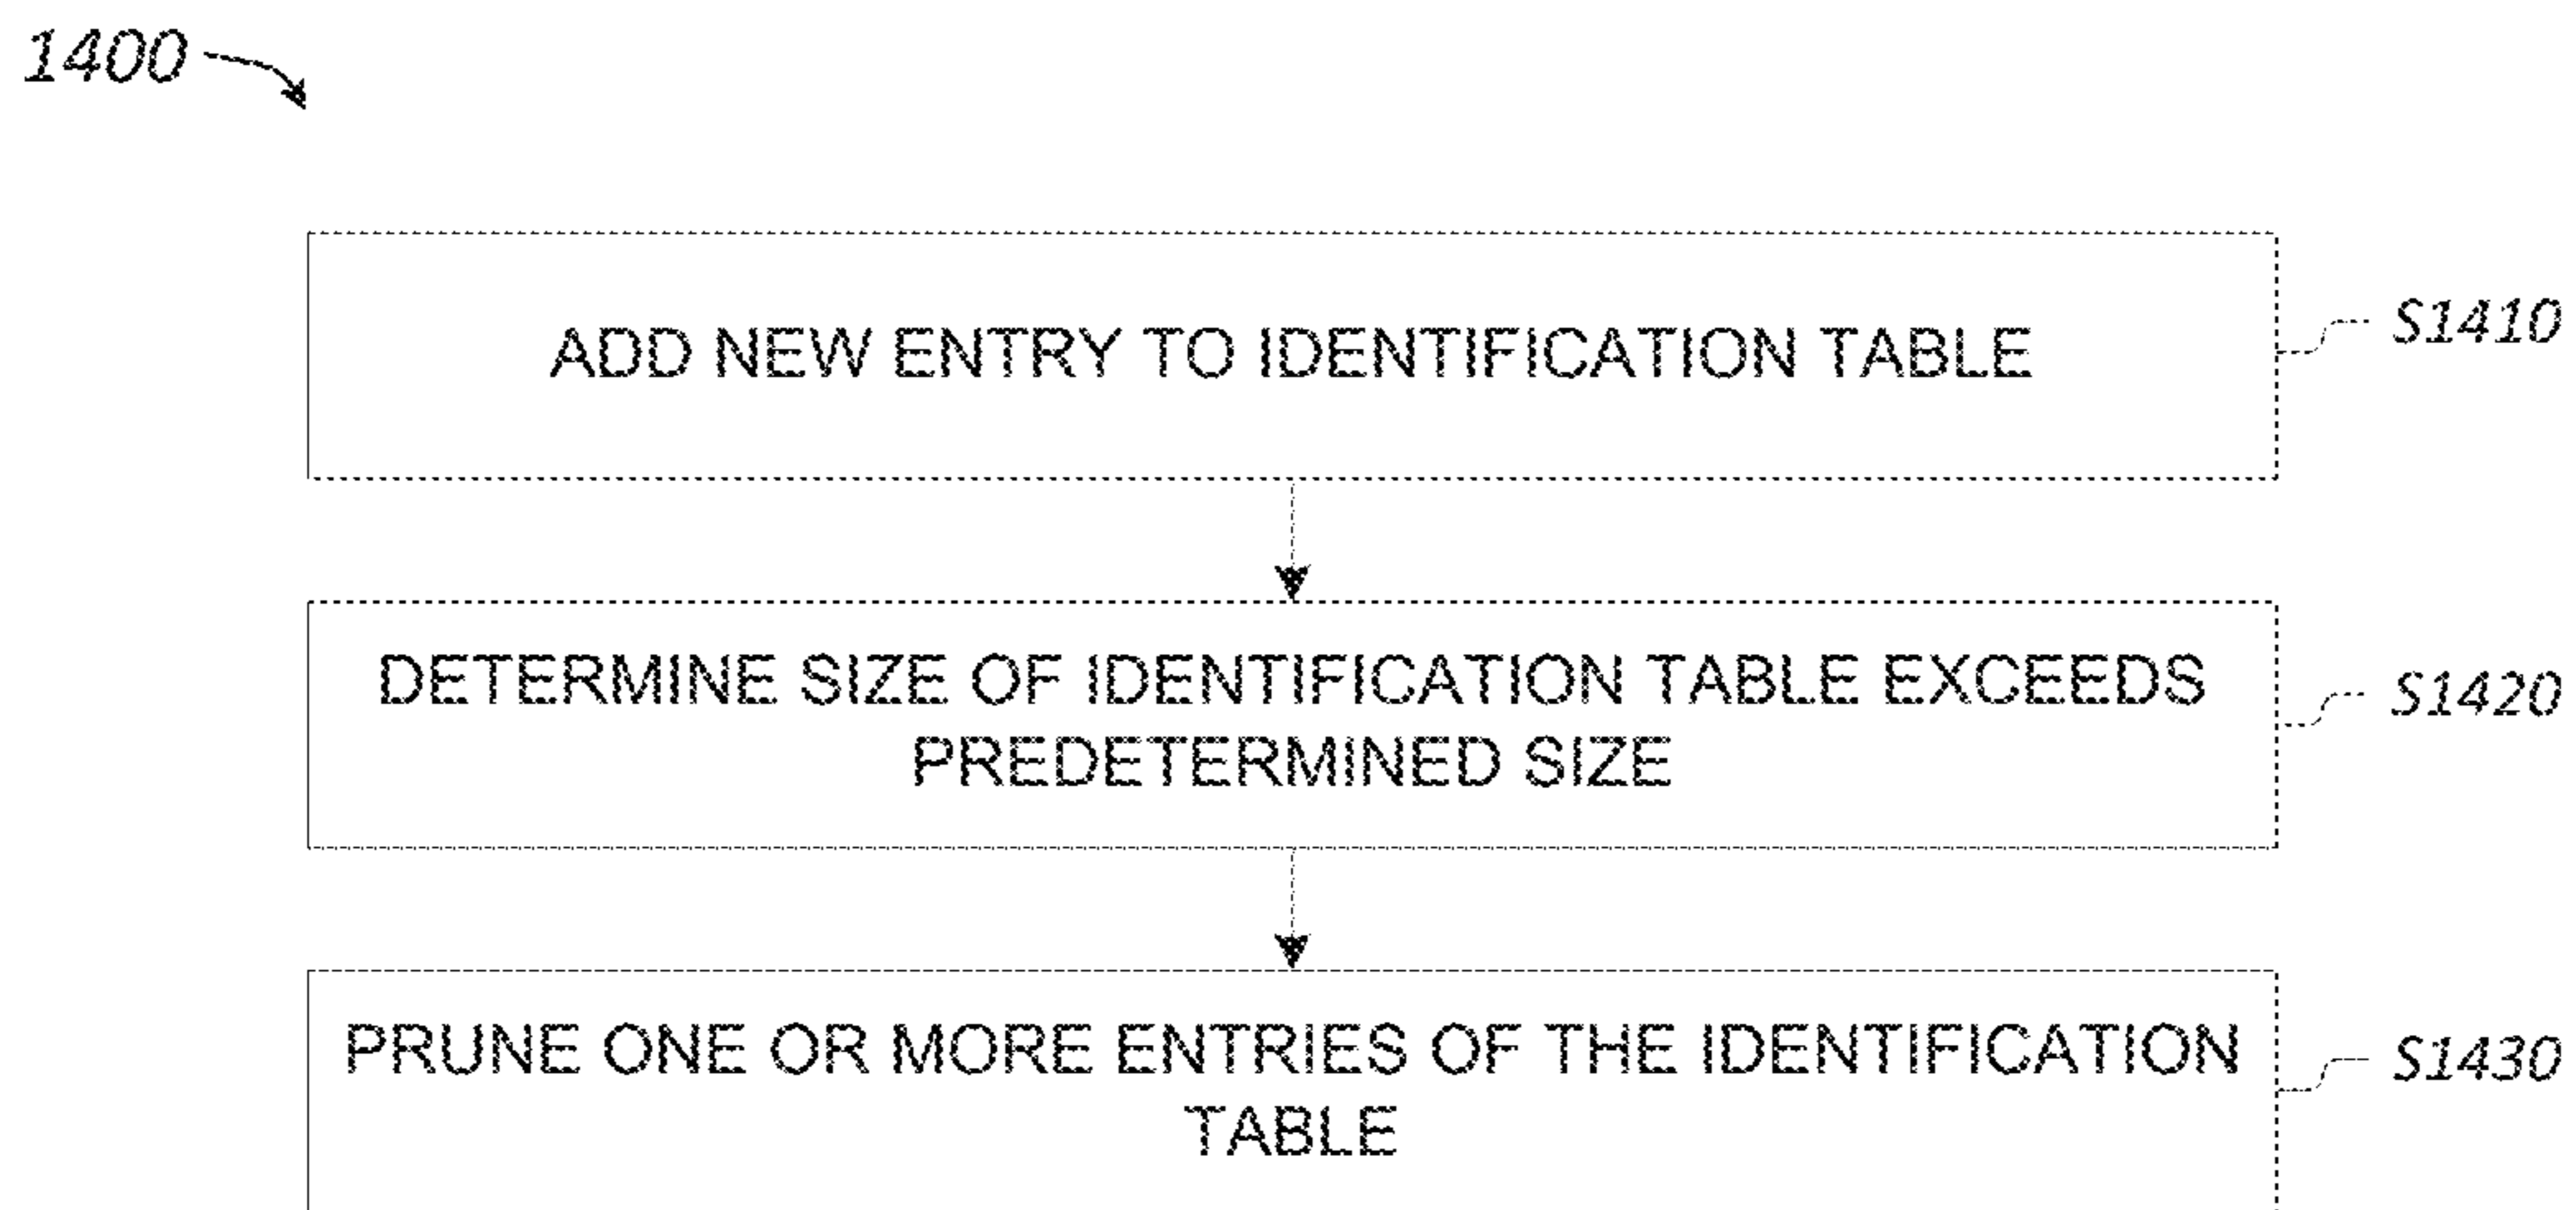 1400
ADD NEW ENTRY TO IDENTIFICATION TABLE
S1410
DETERMINE SIZE OF IDENTIFICATION TABLE EXCEEDS
PREDETERMINED SIZE
S1420
PRUNE ONE OR MORE ENTRIES OF THE IDENTIFICATION
TABLE
S1430